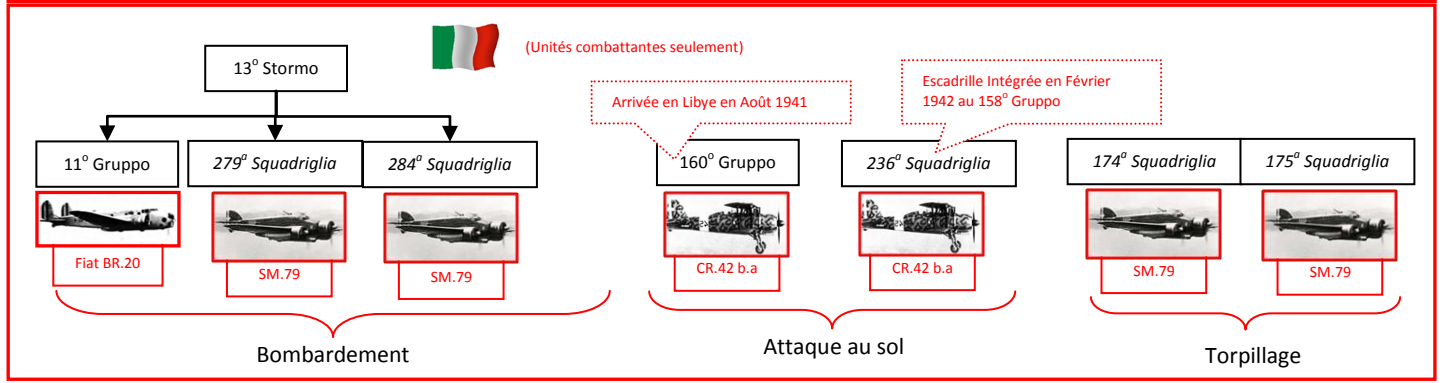 (Unités combattantes seulement)
13° Stormo
Arrivée en Libye en Août 1941
Escadrille Intégrée en Février
1942 au 158° Gruppo
11° Gruppo
279ª Squadriglia
284ª Squadriglia
160° Gruppo
236ª Squadriglia
174ª Squadriglia
175ª Squadriglia
Fiat BR.20
SM.79
SM.79
CR.42 b.a
CR.42 b.a
SM.79
SM.79
Bombardement
Attaque au sol
Torpillage